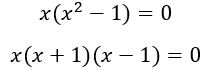 x(x² − 1) = 0
x(x + 1)(x − 1) = 0